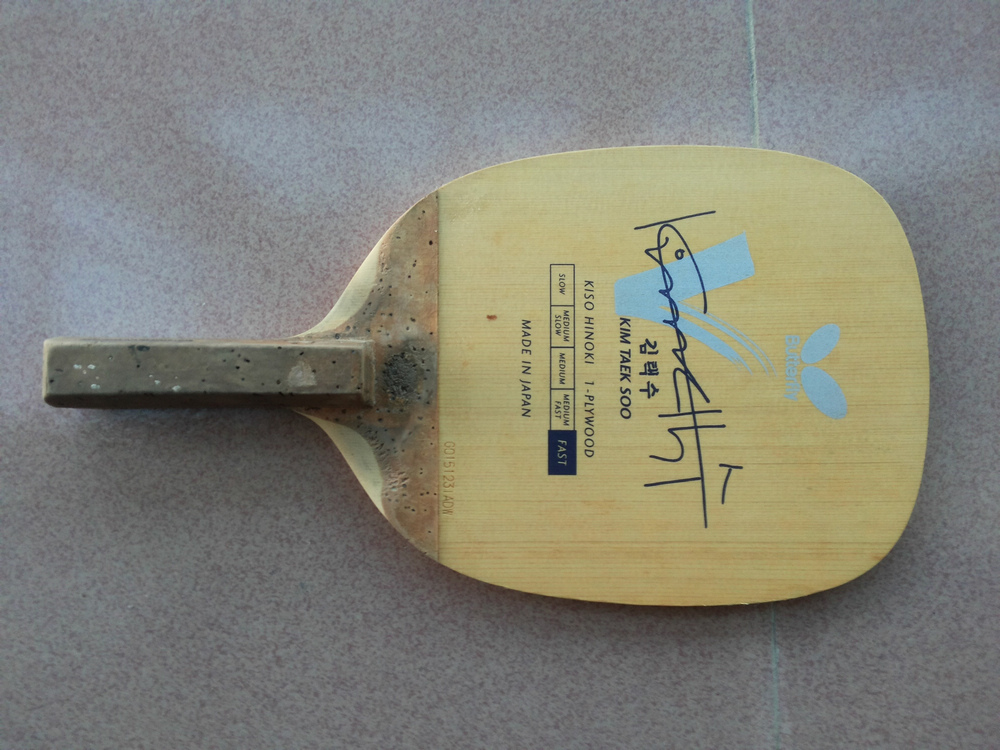 Butterfly
김택수
KIM TAEK SOO
KISO HINOKI 1-PLYWOOD
SLOW MEDIUM SLOW MEDIUM MEDIUM FAST FAST
MADE IN JAPAN